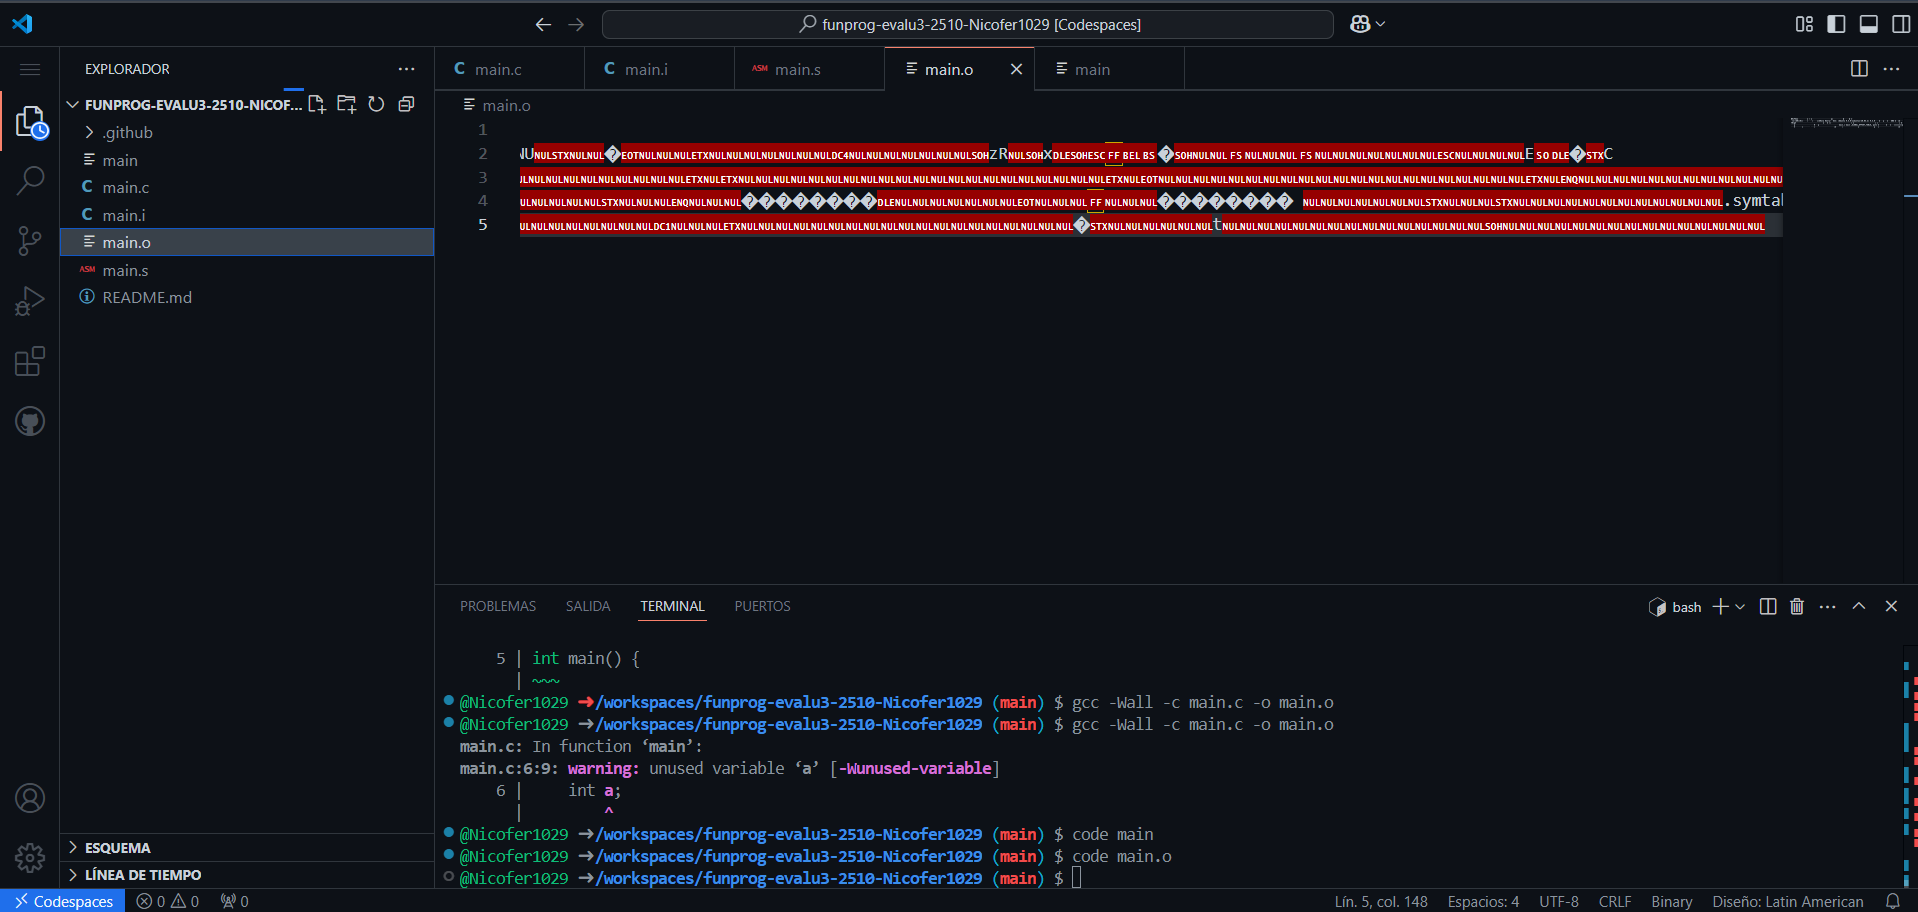 funprog-evalu3-2510-Nicofer1029 [Codespaces]
EXPLORADOR
FUNPROG-EVALU3-2510-NICOF...
.github
main
C main.c
C main.i
main.o
ASM main.s
README.md
ESQUEMA
LÍNEA DE TIEMPO
C main.c
C main.i
ASM main.s
main.o
main
main.o
1
2
3
4 .symta
5
PROBLEMAS
SALIDA
TERMINAL
PUERTOS
bash
5 | int main() {
| ~~~
@Nicofer1029 ➜/workspaces/funprog-evalu3-2510-Nicofer1029 (main) $ gcc -Wall -c main.c -o main.o
@Nicofer1029 ➜/workspaces/funprog-evalu3-2510-Nicofer1029 (main) $ gcc -Wall -c main.c -o main.o
main.c: In function ‘main’:
main.c:6:9: warning: unused variable ‘a’ [-Wunused-variable]
6 | int a;
| ^
@Nicofer1029 ➜/workspaces/funprog-evalu3-2510-Nicofer1029 (main) $ code main
@Nicofer1029 ➜/workspaces/funprog-evalu3-2510-Nicofer1029 (main) $ code main.o
@Nicofer1029 ➜/workspaces/funprog-evalu3-2510-Nicofer1029 (main) $
Codespaces 0 0 0 Lín. 5, col. 148 Espacios: 4 UTF-8 CRLF Binary Diseño: Latin American